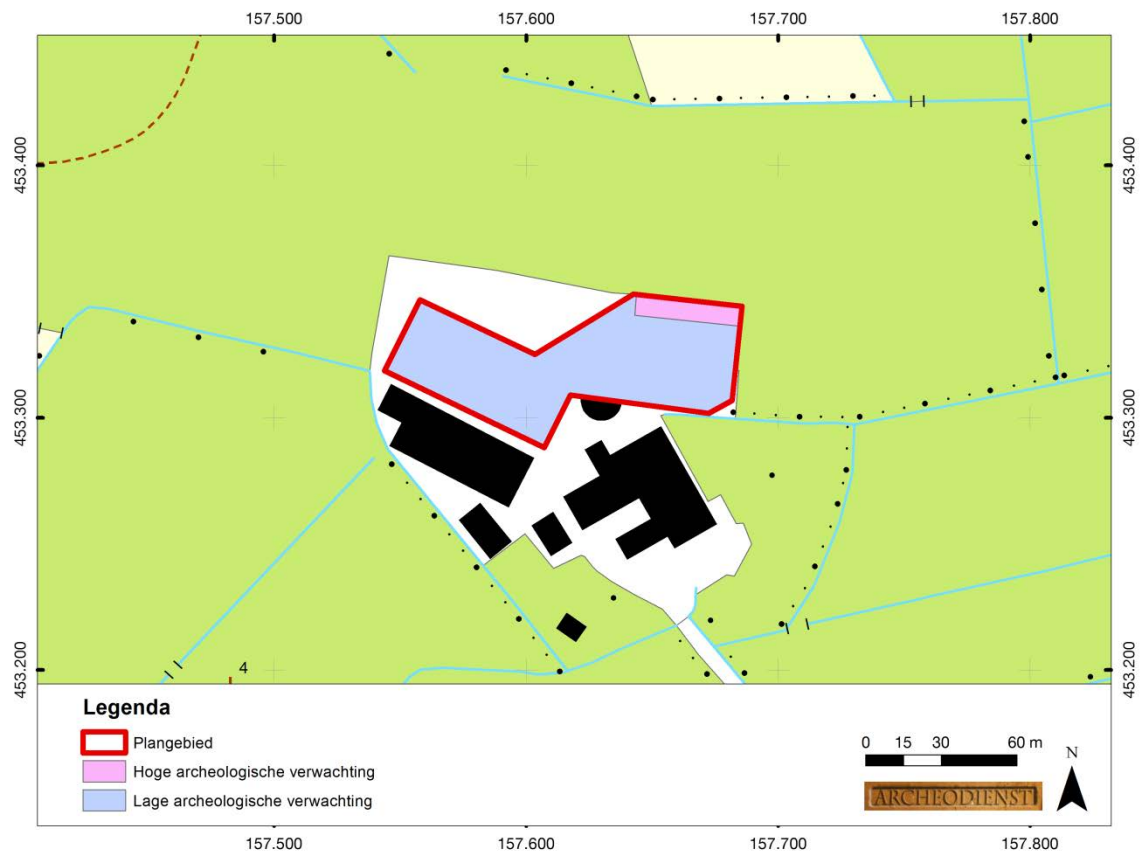 157.500 157.600 157.700 157.800
453.400 453.400
453.300 453.300
453.200 453.200
4
Legenda
Plangebied
Hoge archeologische verwachting
Lage archeologische verwachting
0 15 30 60 m
N
ARCHEODIENST
157.500 157.600 157.700 157.800